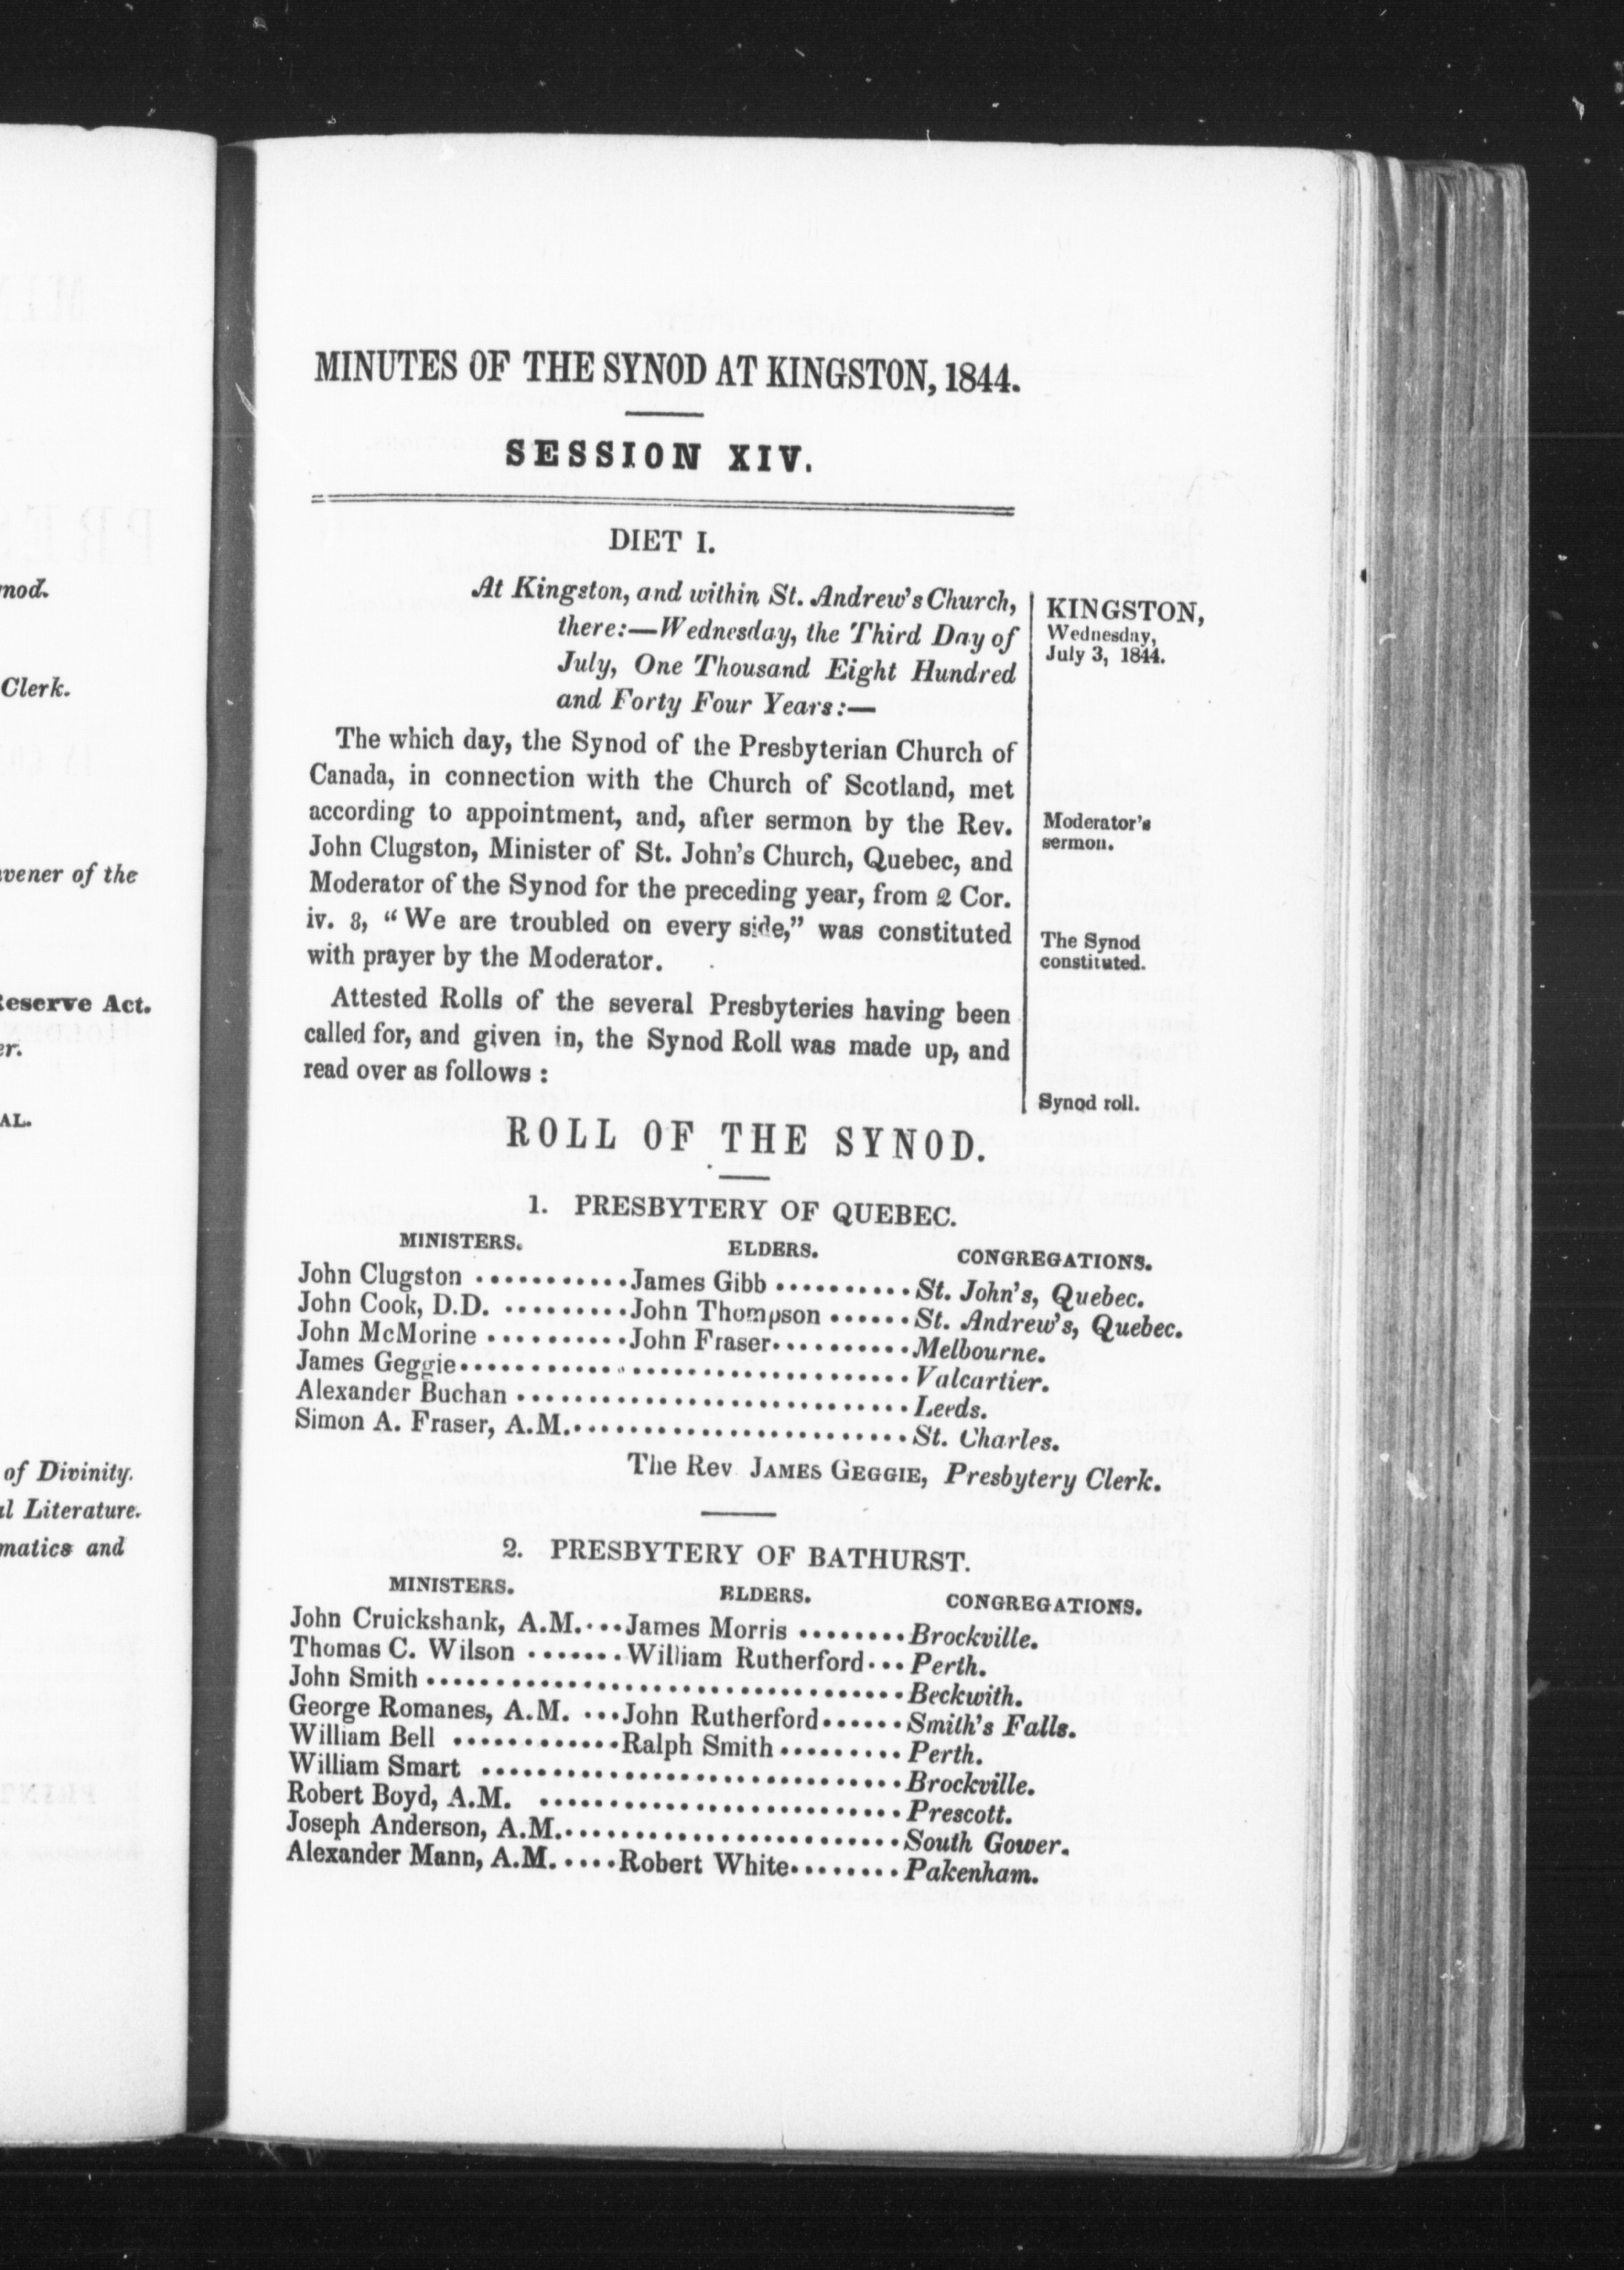 nod.
Clerk.
vener of the
Reserve Act.
er.
AL.
of Divinity.
al Literature.
matics and
MINUTES OF THE SYNOD AT KINGSTON, 1844.
SESSION XIV.
DIET I.
At Kingston, and within St. Andrew's Church,
there:—Wednesday, the Third Day of
July, One Thousand Eight Hundred
and Forty Four Years:—
KINGSTON,
Wednesday,
July 3, 1844.
The which day, the Synod of the Presbyterian Church of
Canada, in connection with the Church of Scotland, met
according to appointment, and, after sermon by the Rev.
John Clugston, Minister of St. John's Church, Quebec, and
Moderator of the Synod for the preceding year, from 2 Cor.
iv. 8, "We are troubled on every side," was constituted
with prayer by the Moderator.
Moderator's
sermon.
The Synod
constituted.
Attested Rolls of the several Presbyteries having been
called for, and given in, the Synod Roll was made up, and
read over as follows :
Synod roll.
ROLL OF THE SYNOD.
1. PRESBYTERY OF QUEBEC.
MINISTERS. ELDERS. CONGREGATIONS.
John Clugston ........... James Gibb .......... St. John's, Quebec.
John Cook, D.D. ......... John Thompson ...... St. Andrew's, Quebec.
John McMorine .......... John Fraser .......... Melbourne.
James Geggie ................................ Valcartier.
Alexander Buchan ............................. Leeds.
Simon A. Fraser, A.M. ......................... St. Charles.
The Rev JAMES GEGGIE, Presbytery Clerk.
2. PRESBYTERY OF BATHURST.
MINISTERS. ELDERS. CONGREGATIONS.
John Cruickshank, A.M. ... James Morris ........ Brockville.
Thomas C. Wilson ....... William Rutherford ... Perth.
John Smith ................................... Beckwith.
George Romanes, A.M. ... John Rutherford ...... Smith's Falls.
William Bell ............ Ralph Smith ......... Perth.
William Smart ............................... Brockville.
Robert Boyd, A.M. ........................... Prescott.
Joseph Anderson, A.M. ......................... South Gower.
Alexander Mann, A.M. .... Robert White ........ Pakenham.